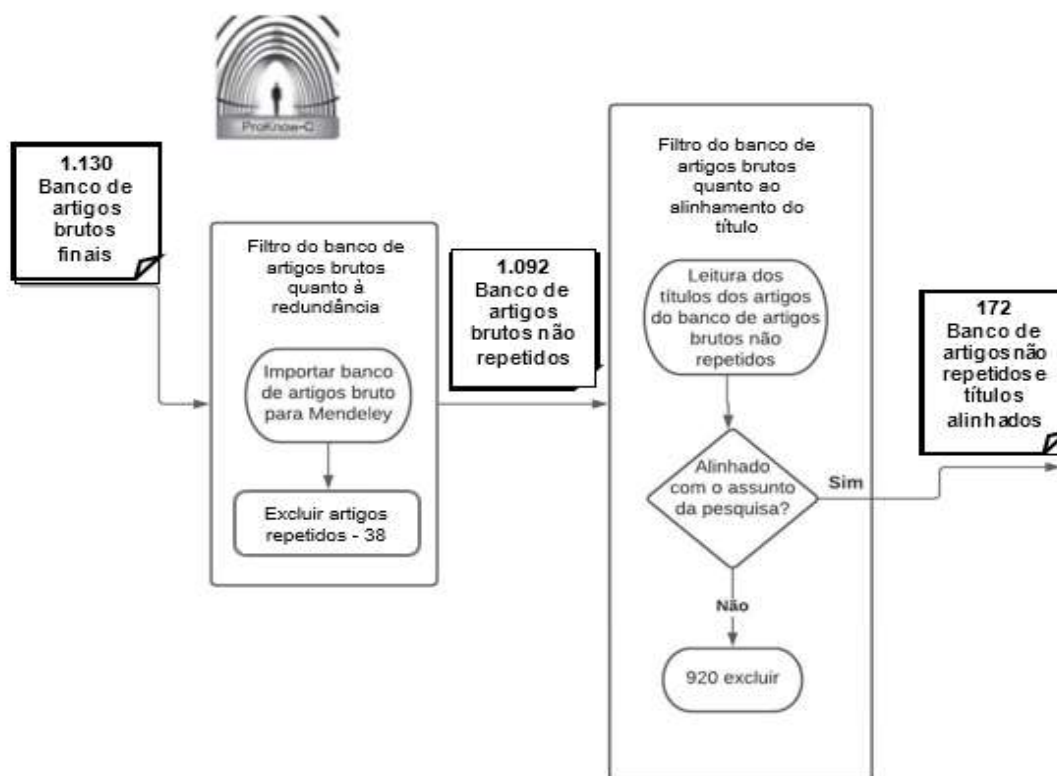 ProKnow-C
1.130
Banco de
artigos
brutos
finais
Filtro do banco de
artigos brutos
quanto à
redundância
Importar banco
de artigos bruto
para Mendeley
Excluir artigos
repetidos - 38
1.092
Banco de
artigos
brutos não
repetidos
Filtro do banco de
artigos brutos
quanto ao
alinhamento do
título
Leitura dos
títulos dos artigos
do banco de artigos
brutos não
repetidos
Alinhado
com o assunto
da pesquisa?
Sim
Não
920 excluir
172
Banco de
artigos não
repetidos e
títulos
alinhados